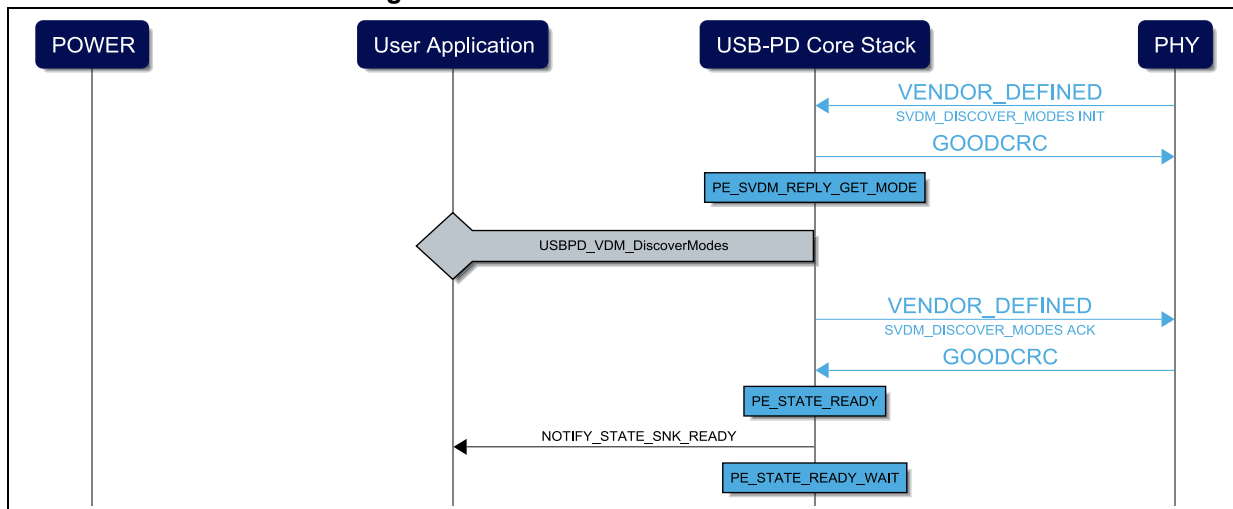 POWER
User Application
USB-PD Core Stack
PHY
VENDOR_DEFINED
SVDM_DISCOVER_MODES INIT
GOODCRC
PE_SVDM_REPLY_GET_MODE
USBPD_VDM_DiscoverModes
VENDOR_DEFINED
SVDM_DISCOVER_MODES ACK
GOODCRC
PE_STATE_READY
NOTIFY_STATE_SNK_READY
PE_STATE_READY_WAIT